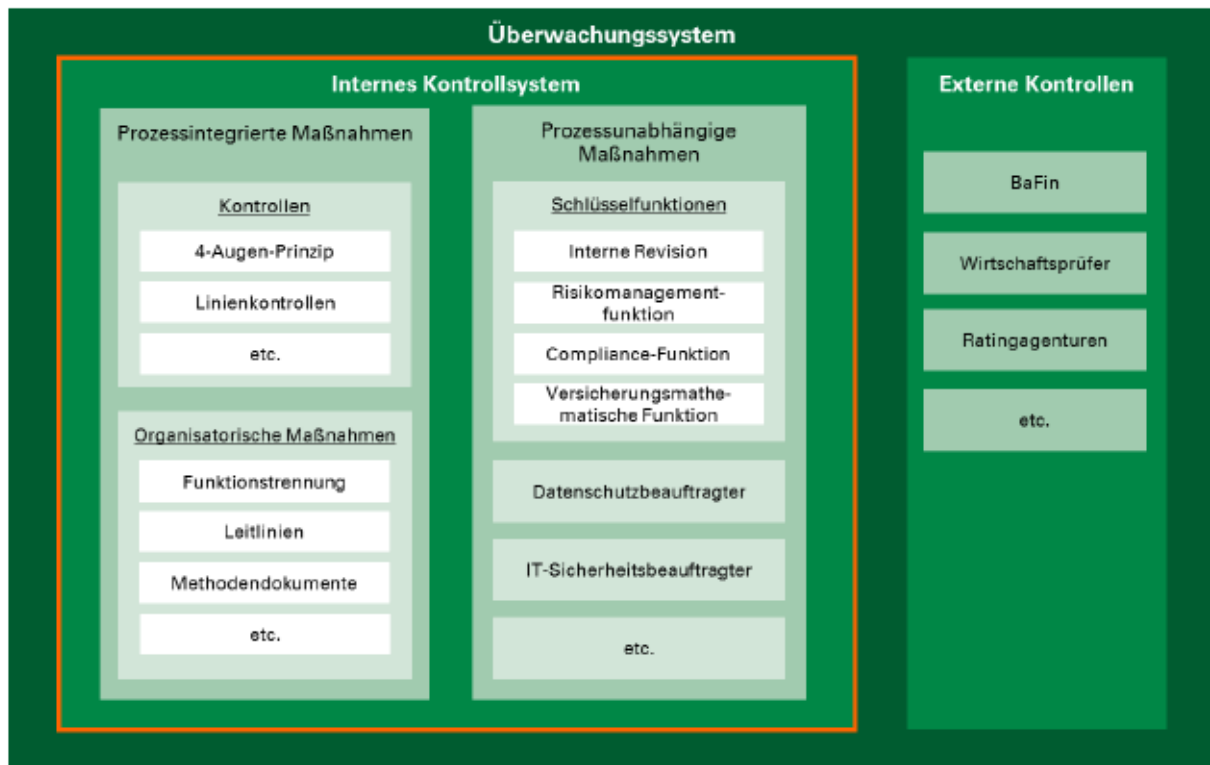 Überwachungssystem
Internes Kontrollsystem
Prozessintegrierte Maßnahmen
Kontrollen
4-Augen-Prinzip
Linienkontrollen
etc.
Organisatorische Maßnahmen
Funktionstrennung
Leitlinien
Methodendokumente
etc.
Prozessunabhängige
Maßnahmen
Schlüsselfunktionen
Interne Revision
Risikomanagement-
funktion
Compliance-Funktion
Versicherungsmathe-
matische Funktion
Datenschutzbeauftragter
IT-Sicherheitsbeauftragter
etc.
Externe Kontrollen
BaFin
Wirtschaftsprüfer
Ratingagenturen
etc.